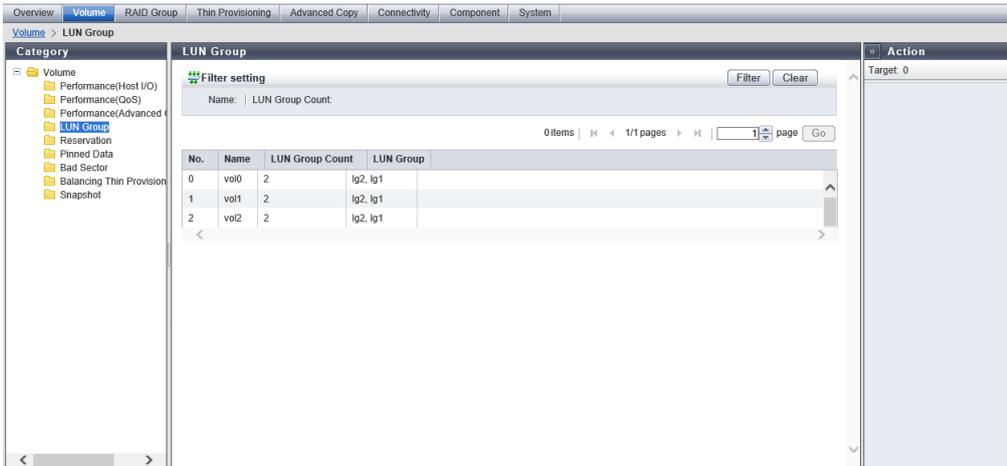 Overview Volume RAID Group Thin Provisioning Advanced Copy Connectivity Component System
Volume > LUN Group
Category
Volume
Performance(Host I/O)
Performance(QoS)
Performance(Advanced
LUN Group
Reservation
Pinned Data
Bad Sector
Balancing Thin Provision
Snapshot
LUN Group
Filter setting Filter Clear
Name: | LUN Group Count:
0 items | 1/1 pages | 1 page Go
No. Name LUN Group Count LUN Group
0 vol0 2 lg2, lg1
1 vol1 2 lg2, lg1
2 vol2 2 lg2, lg1
» Action
Target: 0